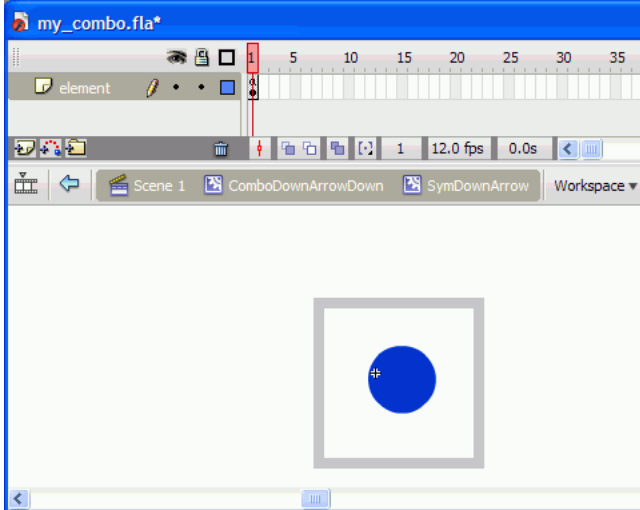 my_combo.fla*
1 5 10 15 20 25 30 35
element
1 12.0 fps 0.0s
Scene 1 ComboDownArrowDown SymDownArrow Workspace